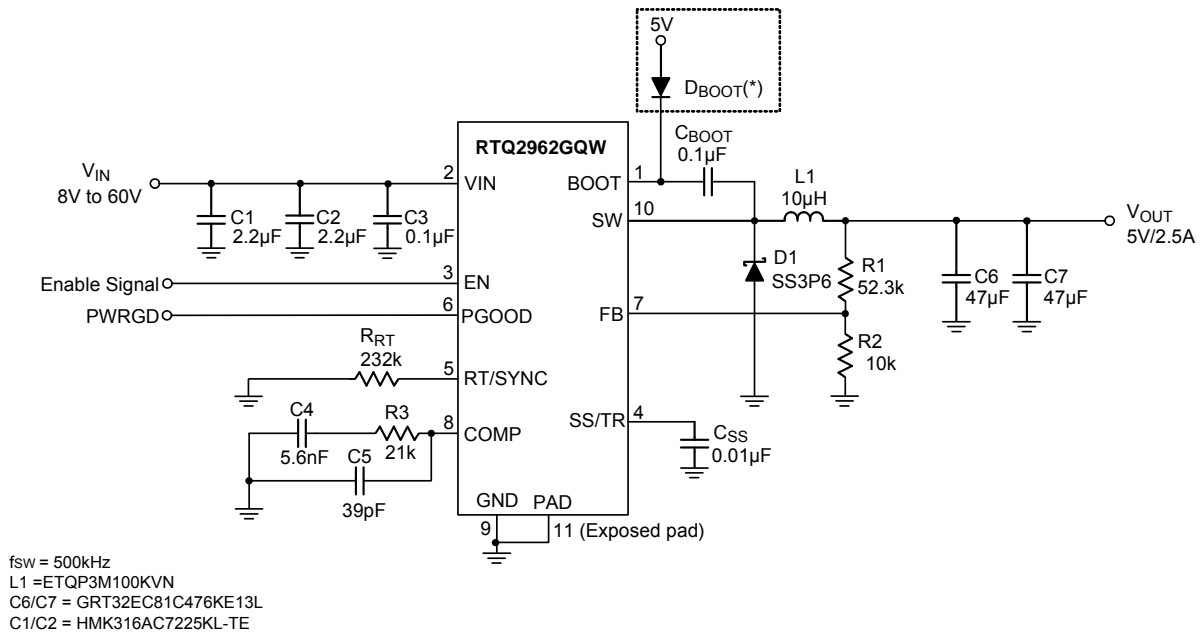 5V
DBOOT(*)
CBOOT
0.1µF
RTQ2962GQW
VIN
8V to 60V
2
VIN
BOOT
1
L1
10µH
SW
10
VOUT
5V/2.5A
C1
2.2µF
C2
2.2µF
C3
0.1µF
D1
SS3P6
R1
52.3k
C6
47µF
C7
47µF
Enable Signal
3
EN
PWRGD
6
PGOOD
FB
7
R2
10k
RRT
232k
5
RT/SYNC
C4
5.6nF
R3
21k
8
COMP
C5
39pF
SS/TR
4
CSS
0.01µF
GND
PAD
9
11 (Exposed pad)
fSW = 500kHz
L1 =ETQP3M100KVN
C6/C7 = GRT32EC81C476KE13L
C1/C2 = HMK316AC7225KL-TE